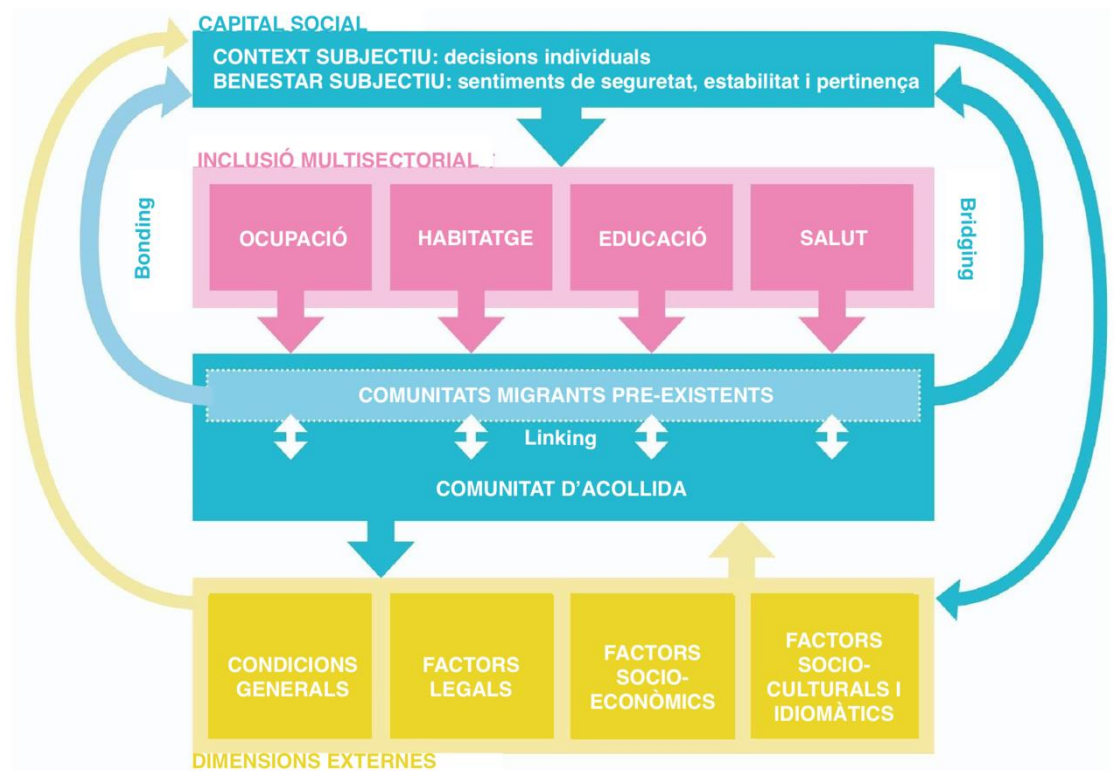 CAPITAL SOCIAL
CONTEXT SUBJECTIU: decisions individuals
BENESTAR SUBJECTIU: sentiments de seguretat, estabilitat i pertinença
INCLUSIÓ MULTISECTORIAL
Bonding
OCUPACIÓ
HABITATGE
EDUCACIÓ
SALUT
Bridging
COMUNITATS MIGRANTS PRE-EXISTENTS
Linking
COMUNITAT D'ACOLLIDA
CONDICIONS
GENERALS
FACTORS
LEGALS
FACTORS
SOCIO-
ECONÒMICS
FACTORS
SOCIO-
CULTURALS I
IDIOMÀTICS
DIMENSIONS EXTERNES